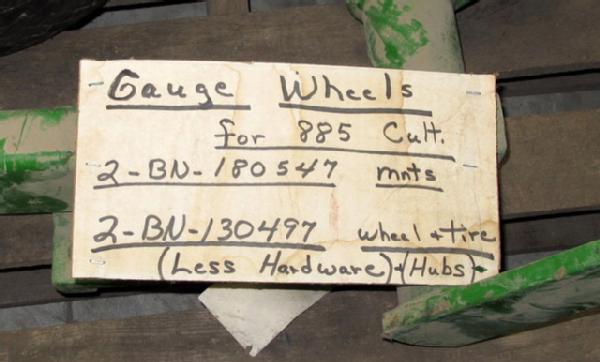 Gauge Wheels
for 885 Cult.
2-BN-180547 mnts
2-BN-130497 wheel + tire
(Less Hardware)+(Hubs)